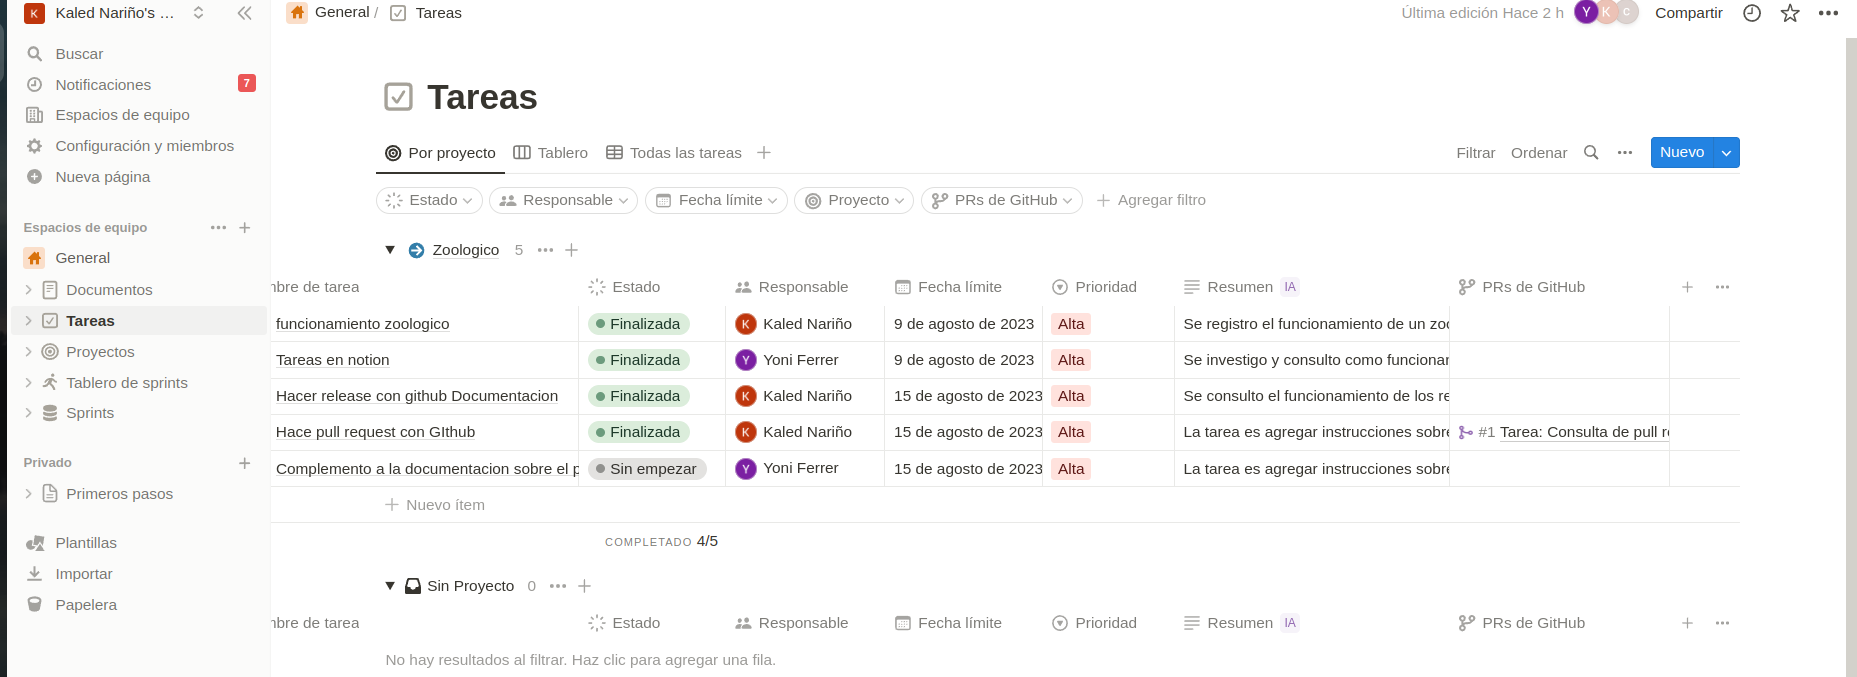 K Kaled Nariño's ...
General / Tareas
Última edición Hace 2 h Y K C Compartir
Buscar
Notificaciones 7
Espacios de equipo
Configuración y miembros
Nueva página
Espacios de equipo
General
Documentos
Tareas
Proyectos
Tablero de sprints
Sprints
Privado
Primeros pasos
Plantillas
Importar
Papelera
Tareas
Por proyecto Tablero Todas las tareas
Filtrar Ordenar Nuevo
Estado Responsable Fecha límite Proyecto PRs de GitHub Agregar filtro
Zoologico 5
bre de tarea Estado Responsable Fecha límite Prioridad Resumen IA PRs de GitHub
funcionamiento zoologico Finalizada K Kaled Nariño 9 de agosto de 2023 Alta Se registro el funcionamiento de un zoo
Tareas en notion Finalizada Y Yoni Ferrer 9 de agosto de 2023 Alta Se investigo y consulto como funcionar
Hacer release con github Documentacion Finalizada K Kaled Nariño 15 de agosto de 2023 Alta Se consulto el funcionamiento de los re
Hace pull request con GIthub Finalizada K Kaled Nariño 15 de agosto de 2023 Alta La tarea es agregar instrucciones sobre #1 Tarea: Consulta de pull re
Complemento a la documentacion sobre el p Sin empezar Y Yoni Ferrer 15 de agosto de 2023 Alta La tarea es agregar instrucciones sobre
Nuevo ítem
COMPLETADO 4/5
Sin Proyecto 0
bre de tarea Estado Responsable Fecha límite Prioridad Resumen IA PRs de GitHub
No hay resultados al filtrar. Haz clic para agregar una fila.